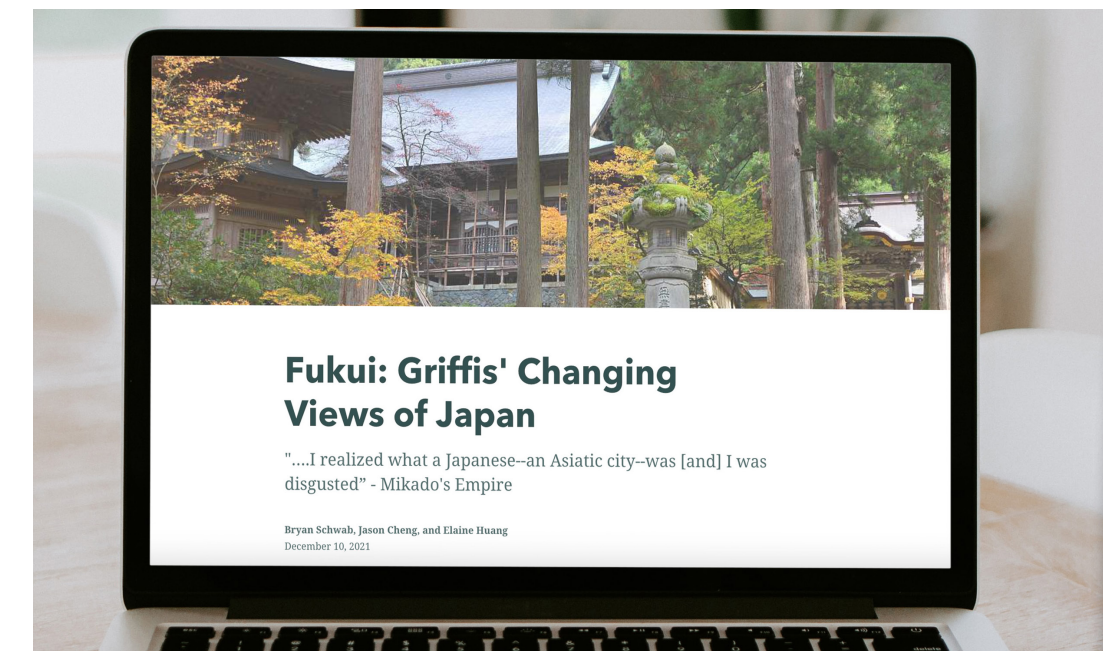 Fukui: Griffis' Changing
Views of Japan
"....I realized what a Japanese--an Asiatic city--was [and] I was
disgusted” - Mikado's Empire
Bryan Schwab, Jason Cheng, and Elaine Huang
December 10, 2021
delete